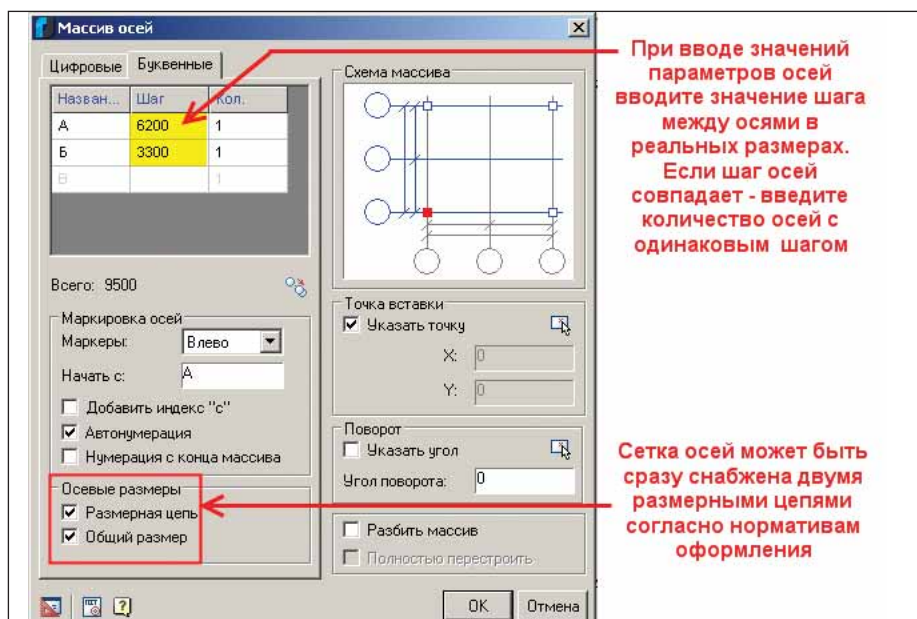 Массив осей
Цифровые Буквенные
Назван... Шаг Кол.
А 6200 1
Б 3300 1
В 1
Всего: 9500
Маркировка осей
Маркеры: Влево
Начать с: А
Добавить индекс "с"
Автонумерация
Нумерация с конца массива
Осевые размеры
Размерная цепь
Общий размер
Схема массива
Точка вставки
Указать точку
X: 0
Y: 0
Поворот
Указать угол
Угол поворота: 0
Разбить массив
Полностью перестроить
OK Отмена
При вводе значений
параметров осей
вводите значение шага
между осями в
реальных размерах.
Если шаг осей
совпадает - введите
количество осей с
одинаковым шагом
Сетка осей может быть
сразу снабжена двумя
размерными цепями
согласно нормативам
оформления